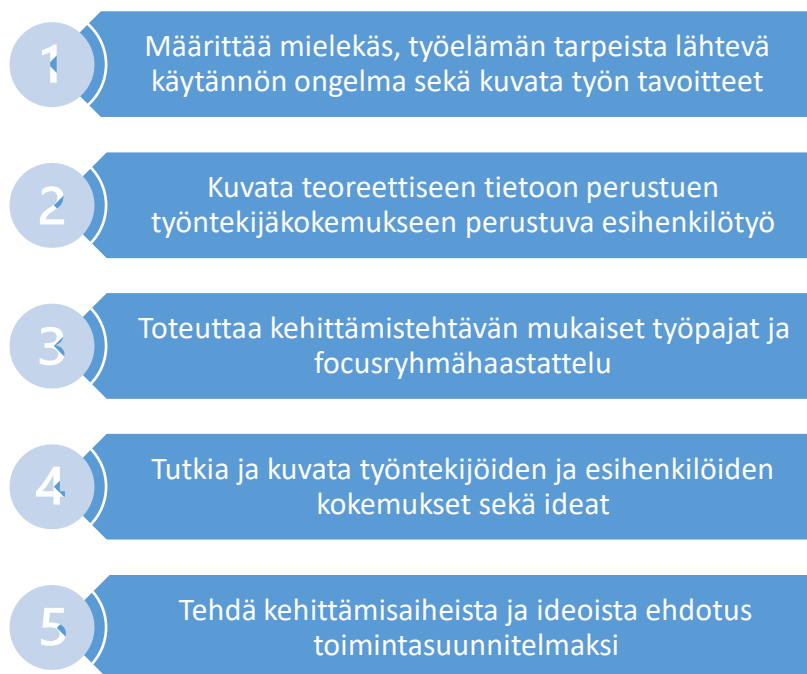 1
Määrittää mielekäs, työelämän tarpeista lähtevä
käytännön ongelma sekä kuvata työn tavoitteet
2
Kuvata teoreettiseen tietoon perustuen
työntekijäkokemukseen perustuva esihenkilötyö
3
Toteuttaa kehittämistehtävän mukaiset työpajat ja
focusryhmähaastattelu
4
Tutkia ja kuvata työntekijöiden ja esihenkilöiden
kokemukset sekä ideat
5
Tehdä kehittämisaiheista ja ideoista ehdotus
toimintasuunnitelmaksi